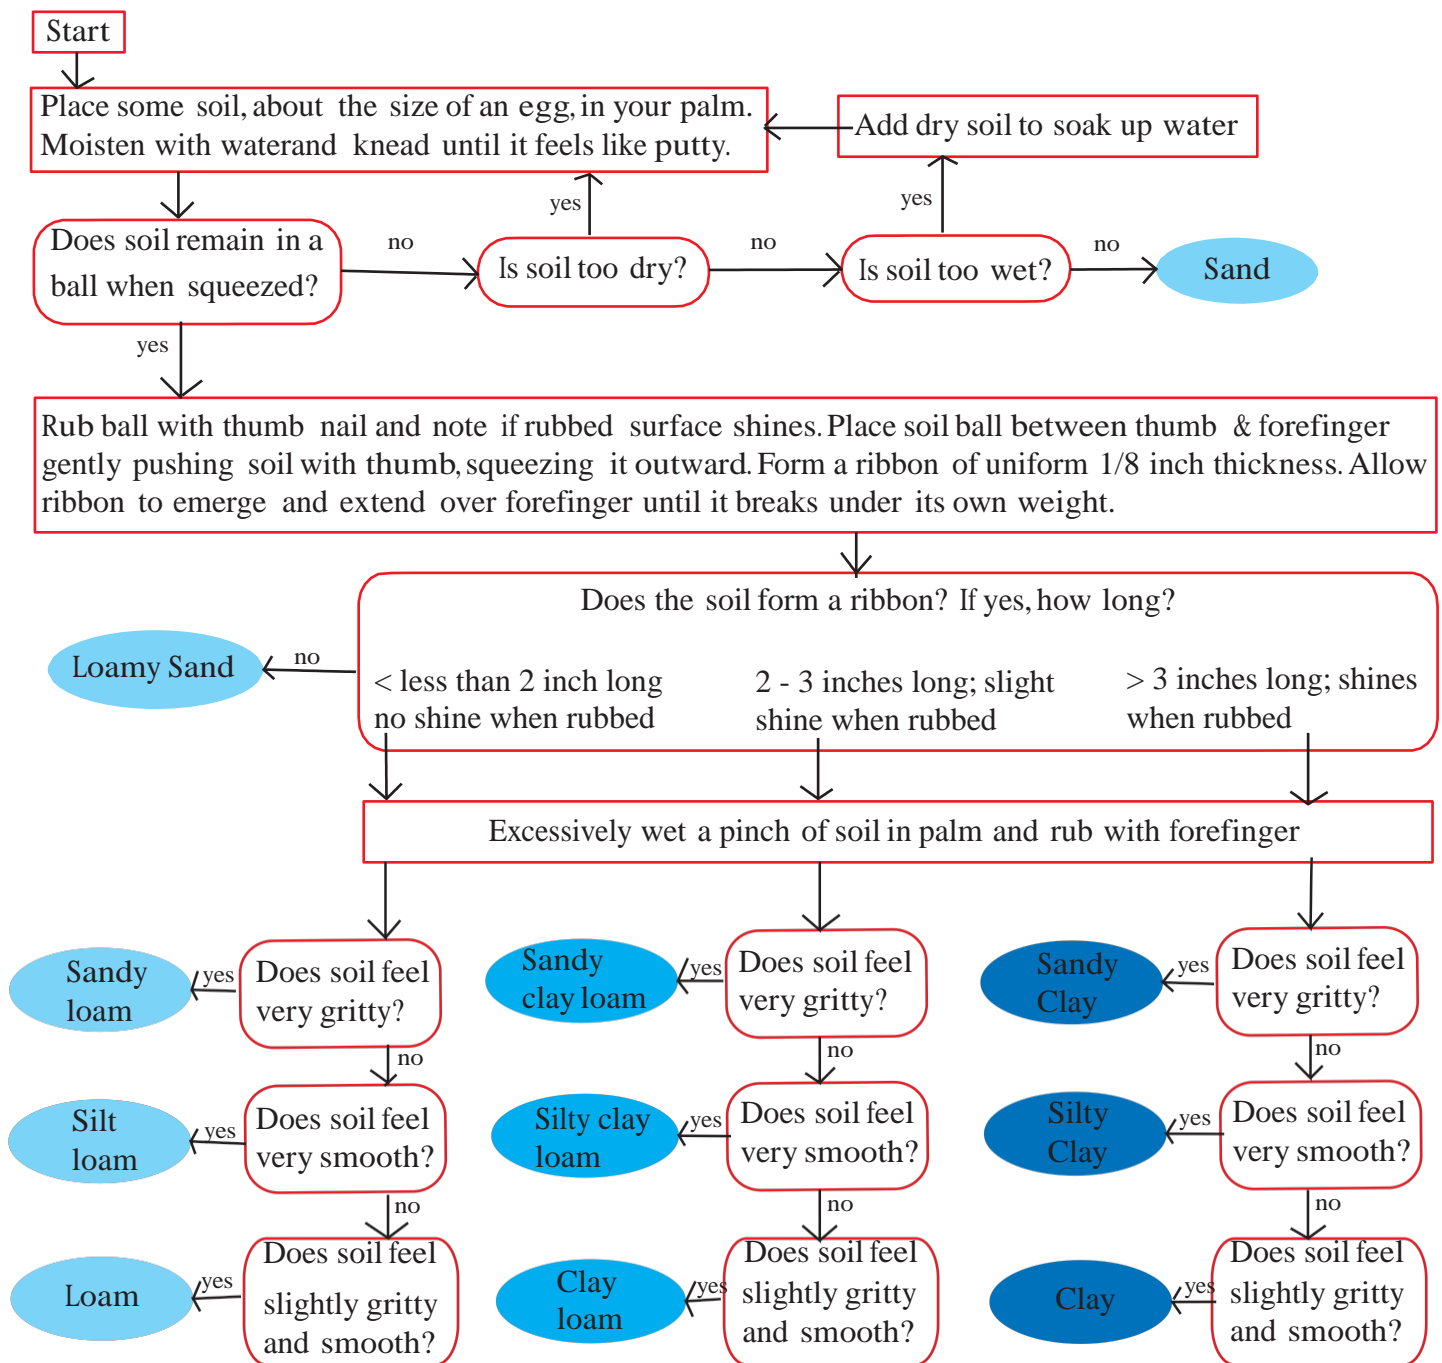 Start
Place some soil, about the size of an egg, in your palm.
Moisten with waterand knead until it feels like putty.
Add dry soil to soak up water
yes
yes
Does soil remain in a
ball when squeezed?
no
Is soil too dry?
no
Is soil too wet?
no
Sand
yes
Rub ball with thumb nail and note if rubbed surface shines. Place soil ball between thumb & forefinger
gently pushing soil with thumb, squeezing it outward. Form a ribbon of uniform 1/8 inch thickness. Allow
ribbon to emerge and extend over forefinger until it breaks under its own weight.
Does the soil form a ribbon? If yes, how long?
Loamy Sand
no
< less than 2 inch long
no shine when rubbed
2 - 3 inches long; slight
shine when rubbed
> 3 inches long; shines
when rubbed
Excessively wet a pinch of soil in palm and rub with forefinger
Sandy
loam
yes
Does soil feel
very gritty?
Sandy
clay loam
yes
Does soil feel
very gritty?
Sandy
Clay
yes
Does soil feel
very gritty?
no
no
no
Silt
loam
yes
Does soil feel
very smooth?
Silty clay
loam
yes
Does soil feel
very smooth?
Silty
Clay
yes
Does soil feel
very smooth?
no
no
no
Loam
yes
Does soil feel
slightly gritty
and smooth?
Clay
loam
yes
Does soil feel
slightly gritty
and smooth?
Clay
yes
Does soil feel
slightly gritty
and smooth?